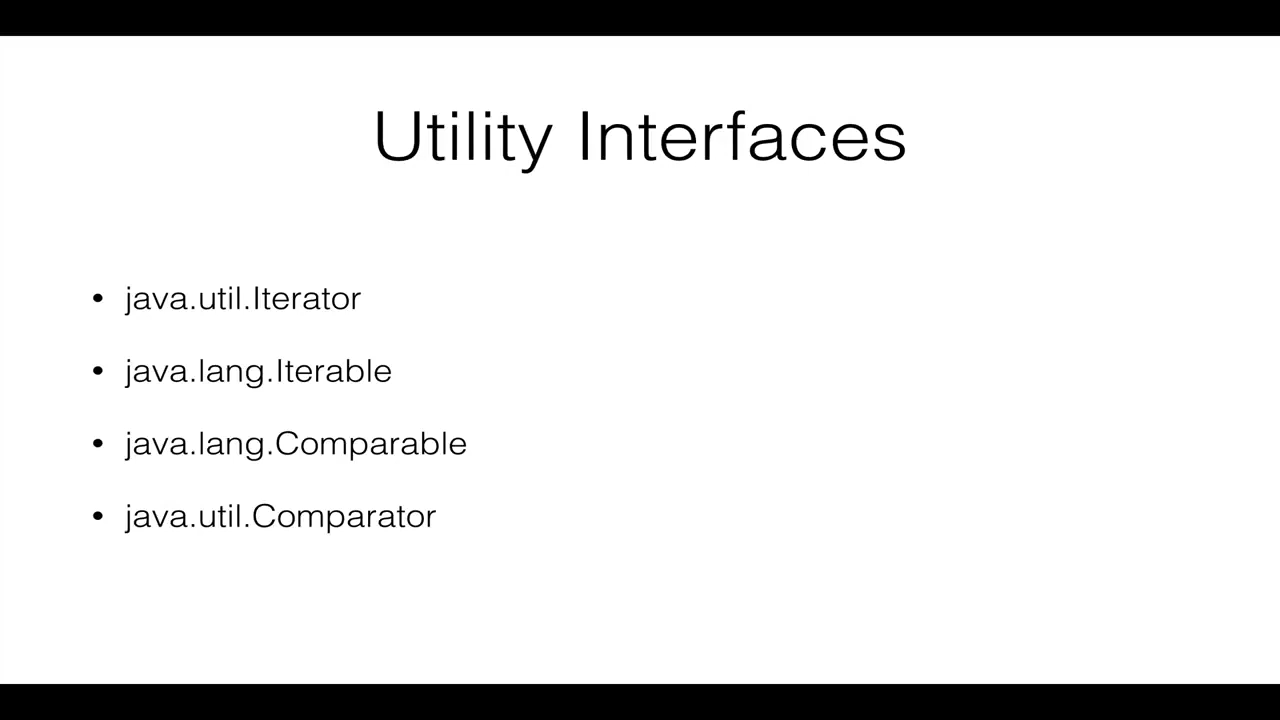 Utility Interfaces
• java.util.Iterator
• java.lang.Iterable
• java.lang.Comparable
• java.util.Comparator